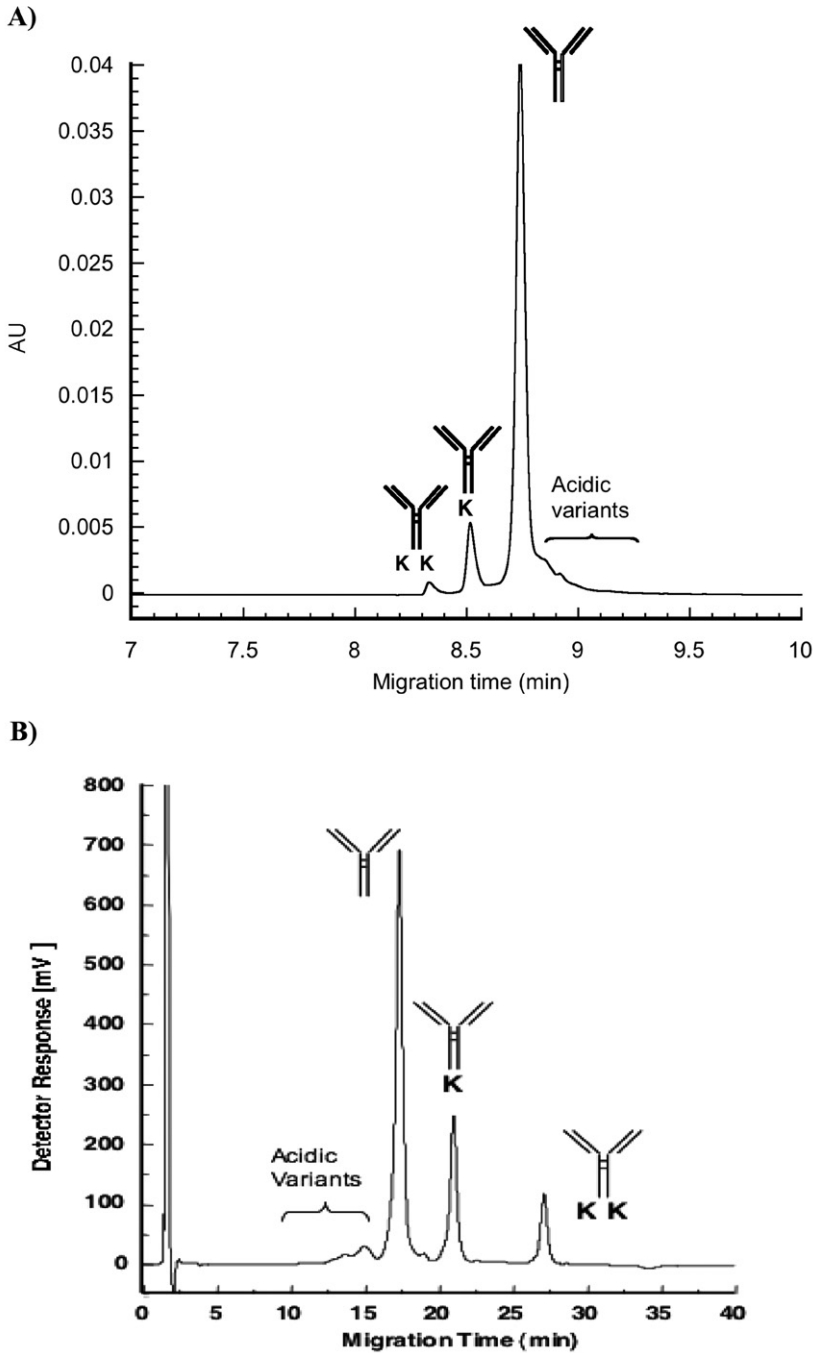 A)
0.04
0.035
0.03
0.025
0.02
0.015
0.01
0.005
0
AU
K
K K
Acidic
variants
7 7.5 8 8.5 9 9.5 10
Migration time (min)
B)
800
700
600
500
400
300
200
100
0
Detector Response [mV]
Acidic
Variants
K
K K
0 5 10 15 20 25 30 35 40
Migration Time (min)